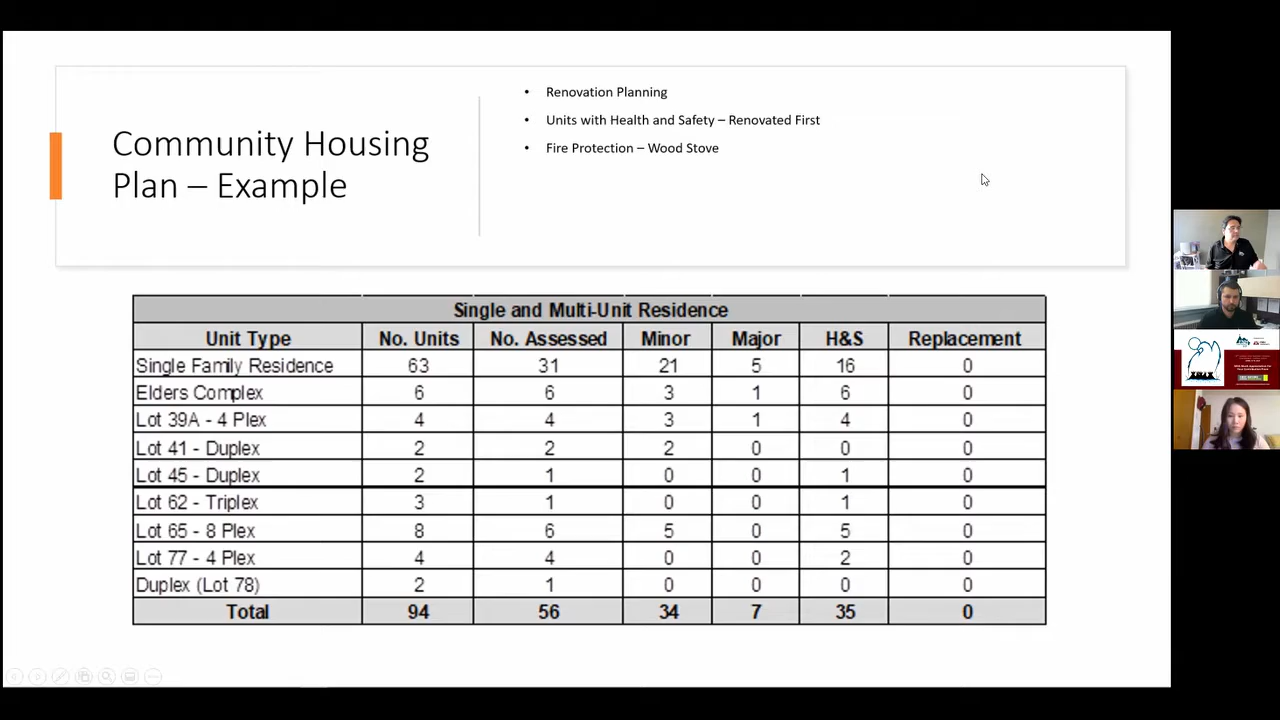 Community Housing
Plan – Example
• Renovation Planning
• Units with Health and Safety – Renovated First
• Fire Protection – Wood Stove
Single and Multi-Unit Residence
Unit Type No. Units No. Assessed Minor Major H&S Replacement
Single Family Residence 63 31 21 5 16 0
Elders Complex 6 6 3 1 6 0
Lot 39A - 4 Plex 4 4 3 1 4 0
Lot 41 - Duplex 2 2 2 0 0 0
Lot 45 - Duplex 2 1 0 0 1 0
Lot 62 - Triplex 3 1 0 0 1 0
Lot 65 - 8 Plex 8 6 5 0 5 0
Lot 77 - 4 Plex 4 4 0 0 2 0
Duplex (Lot 78) 2 1 0 0 0 0
Total 94 56 34 7 35 0